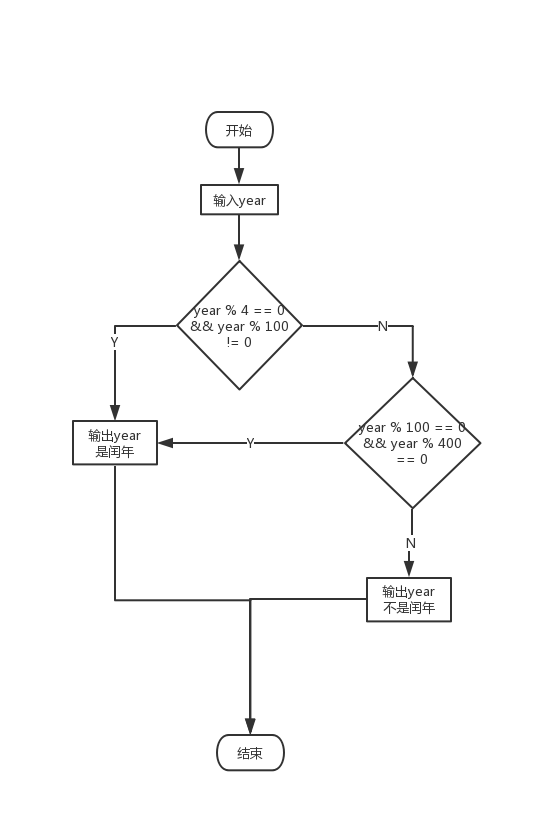 开始
输入year
year % 4 == 0
&& year % 100
!= 0
Y
N
year % 100 == 0
&& year % 400
== 0
Y
输出year
是闰年
N
输出year
不是闰年
结束